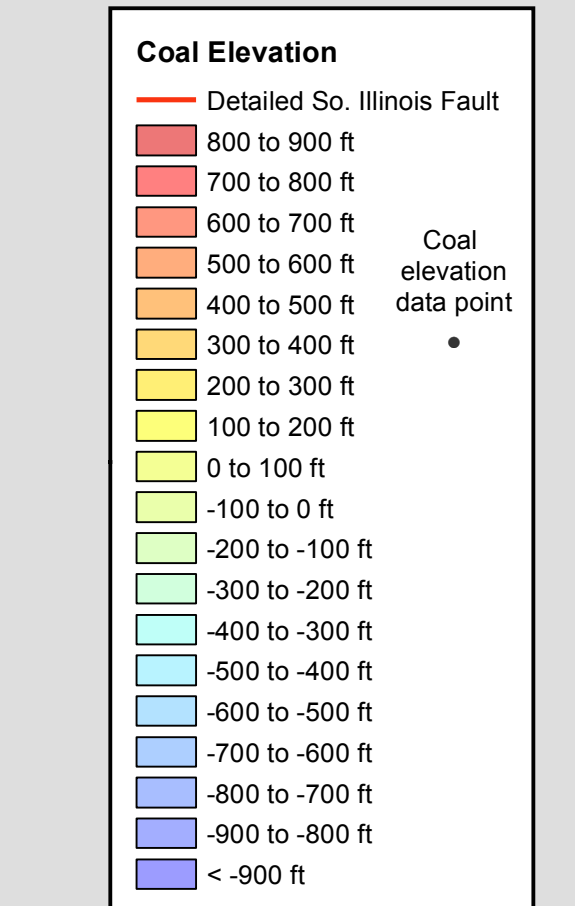 Coal Elevation
Detailed So. Illinois Fault
800 to 900 ft
700 to 800 ft
600 to 700 ft
500 to 600 ft
400 to 500 ft
300 to 400 ft
200 to 300 ft
100 to 200 ft
0 to 100 ft
-100 to 0 ft
-200 to -100 ft
-300 to -200 ft
-400 to -300 ft
-500 to -400 ft
-600 to -500 ft
-700 to -600 ft
-800 to -700 ft
-900 to -800 ft
< -900 ft
Coal
elevation
data point